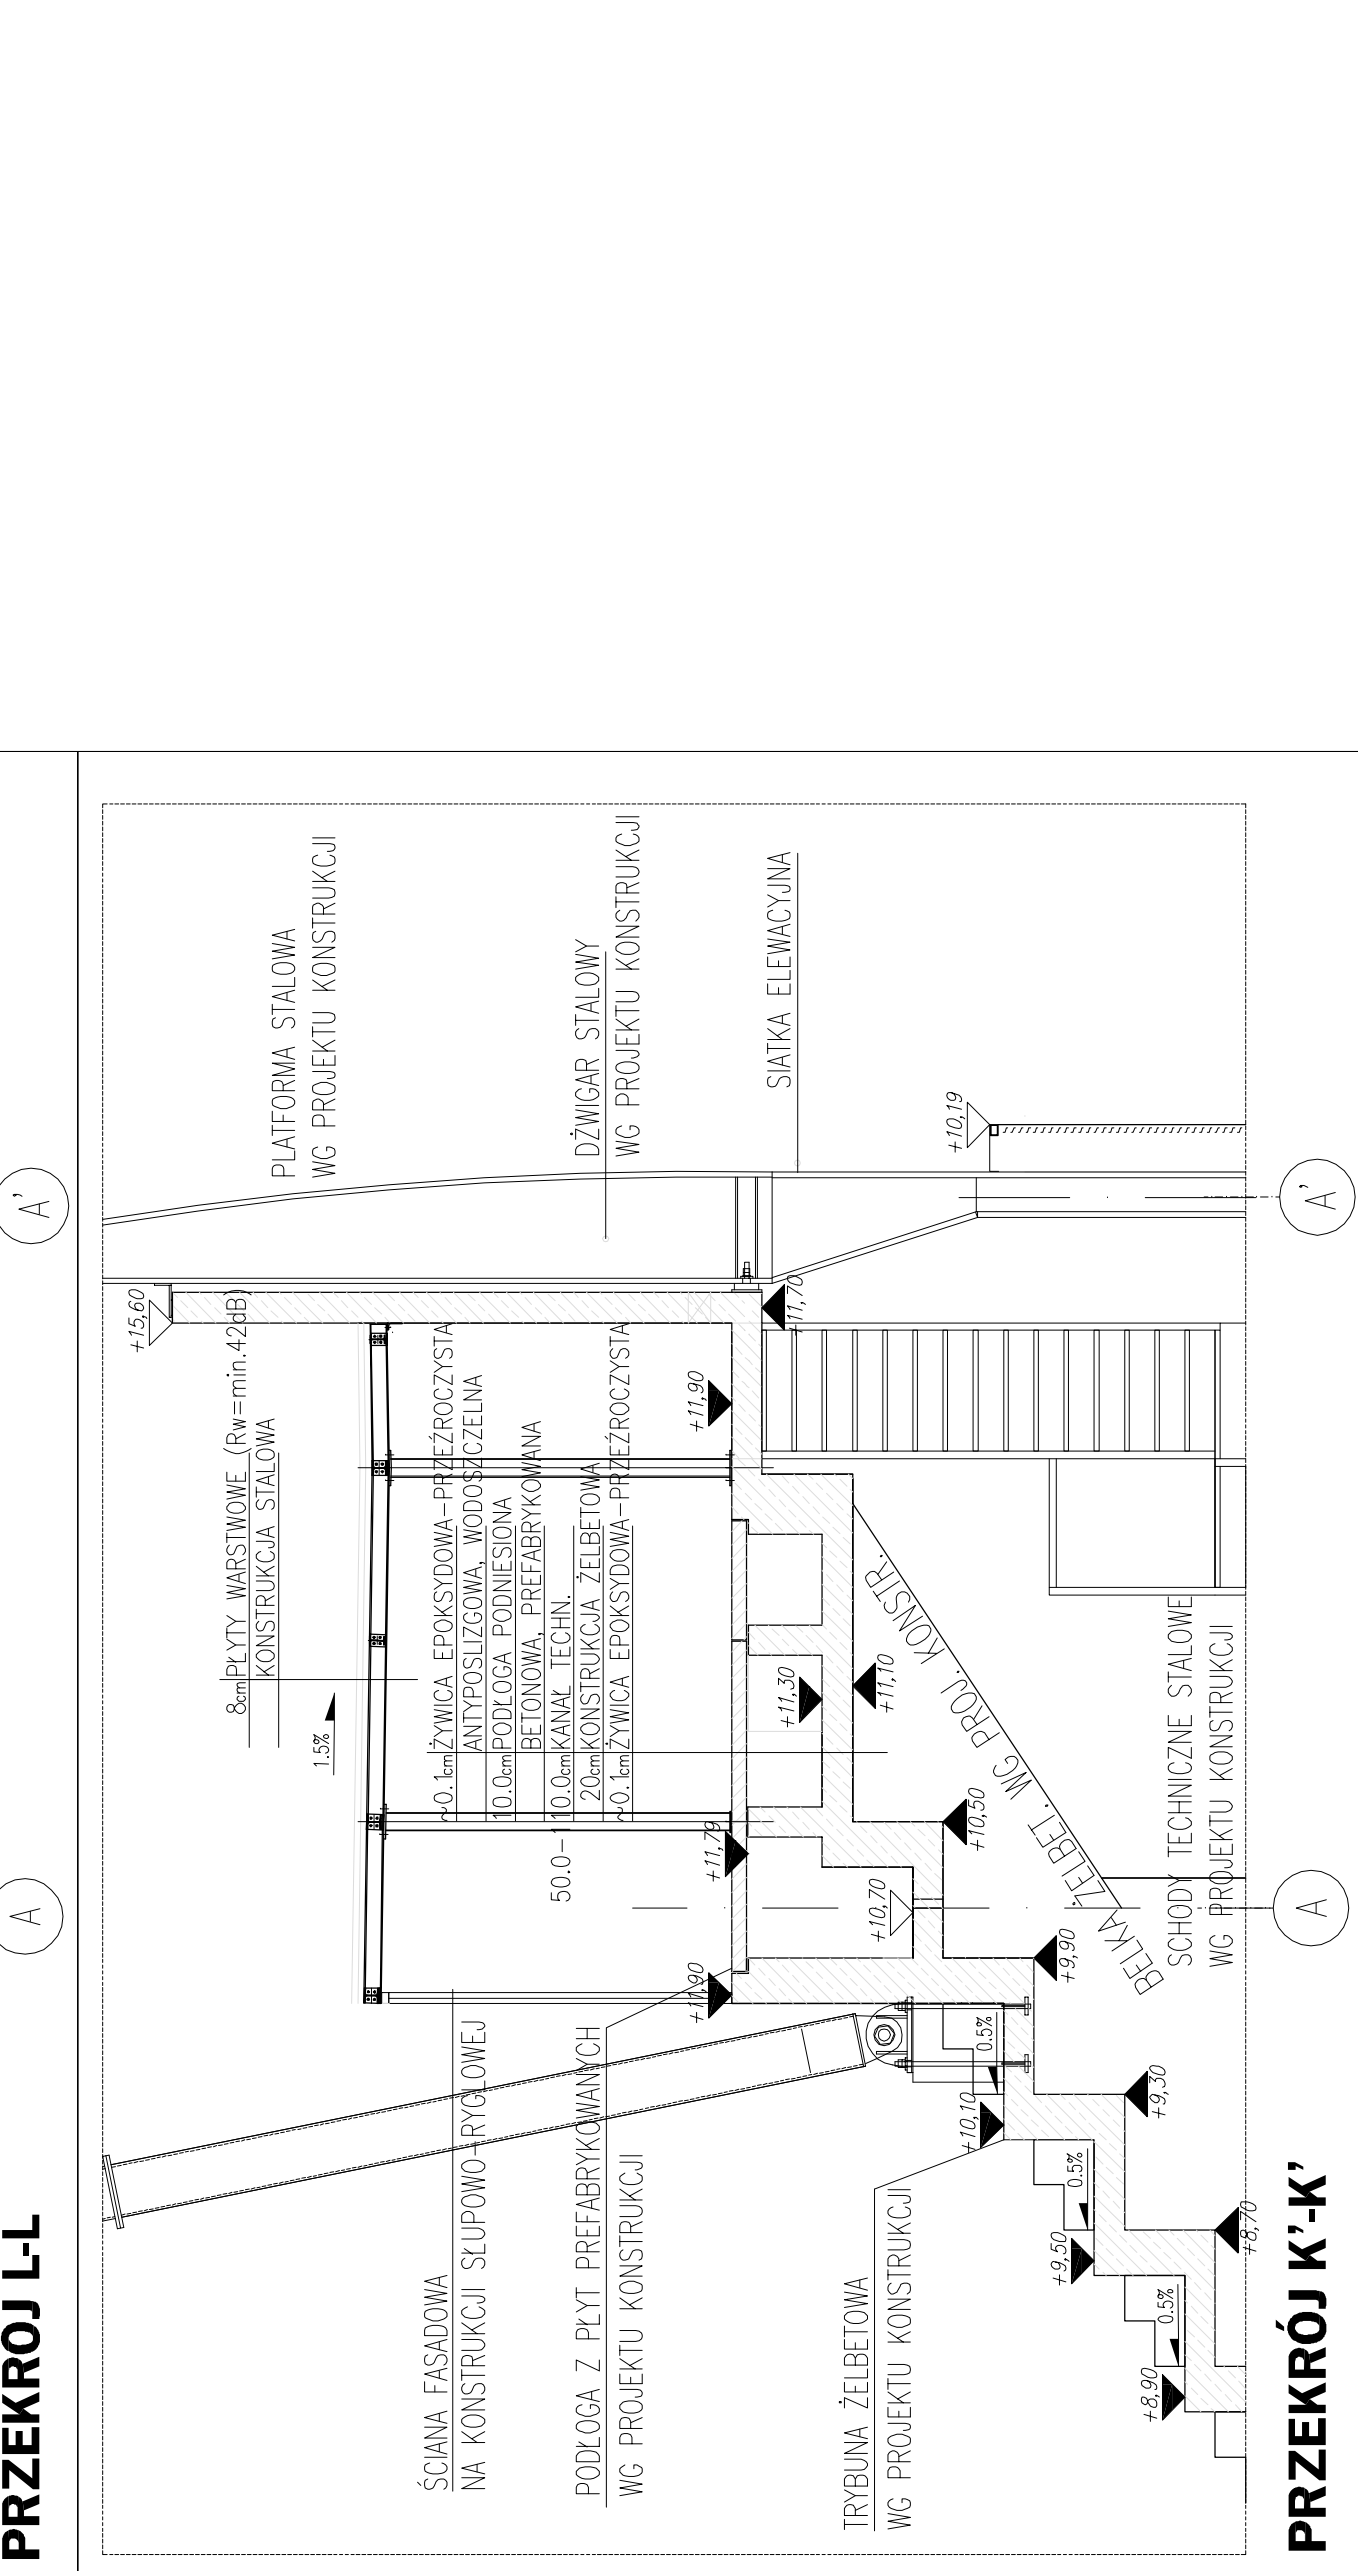 PRZEKRÓJ L-L
A
A'
+15,60
8cm PŁYTY WARSTWOWE (Rw=min.42dB)
KONSTRUKCJA STALOWA
1.5%
PLATFORMA STALOWA
WG PROJEKTU KONSTRUKCJI
ŚCIANA FASADOWA
NA KONSTRUKCJI SŁUPOWO-RYGLOWEJ
~0.1cm ŻYWICA EPOKSYDOWA-PRZEŹROCZYSTA
ANTYPOSLIZGOWA, WODOSZCZELNA
10.0cm PODŁOGA PODNIESIONA
BETONOWA, PREFABRYKOWANA
50.0-110.0cm KANAŁ TECHN.
20cm KONSTRUKCJA ŻELBETOWA
~0.1cm ŻYWICA EPOKSYDOWA-PRZEŹROCZYSTA
DŻWIGAR STALOWY
WG PROJEKTU KONSTRUKCJI
PODŁOGA Z PŁYT PREFABRYKOWANYCH
WG PROJEKTU KONSTRUKCJI
+11,90
+11,79
+11,90
+11,70
SIATKA ELEWACYJNA
+11,30
+11,10
+10,70
+10,50
+10,19
TRYBUNA ŻELBETOWA
WG PROJEKTU KONSTRUKCJI
BELKA ŻELBET. WG PROJ. KONSTR.
+10,10
0.5%
+9,90
+9,50
0.5%
+9,30
+8,90
0.5%
+8,70
SCHODY TECHNICZNE STALOWE
WG PROJEKTU KONSTRUKCJI
PRZEKRÓJ K'-K'
A
A'